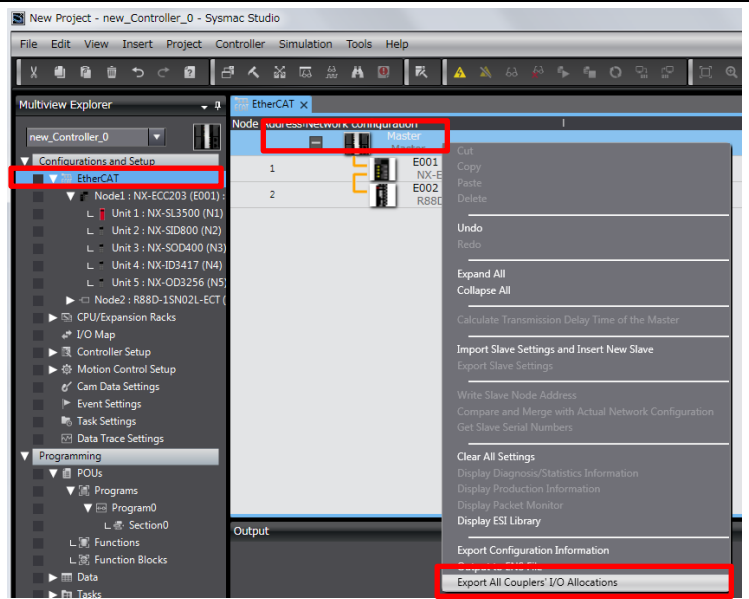 New Project - new_Controller_0 - Sysmac Studio
File Edit View Insert Project Controller Simulation Tools Help
Multiview Explorer
new_Controller_0
Configurations and Setup
EtherCAT
Node1 : NX-ECC203 (E001) :
Unit 1 : NX-SL3500 (N1)
Unit 2 : NX-SID800 (N2)
Unit 3 : NX-SOD400 (N3)
Unit 4 : NX-ID3417 (N4)
Unit 5 : NX-OD3256 (N5)
Node2 : R88D-1SN02L-ECT (
CPU/Expansion Racks
I/O Map
Controller Setup
Motion Control Setup
Cam Data Settings
Event Settings
Task Settings
Data Trace Settings
Programming
POUs
Programs
Program0
Section0
Functions
Function Blocks
Data
Tasks
EtherCAT
Node Address/Network configuration
Master
Master
1
E001
NX-E
2
E002
R88D
Cut
Copy
Paste
Delete
Undo
Redo
Expand All
Collapse All
Calculate Transmission Delay Time of the Master
Import Slave Settings and Insert New Slave
Export Slave Settings
Write Slave Node Address
Compare and Merge with Actual Network Configuration
Get Slave Serial Numbers
Clear All Settings
Display Diagnosis/Statistics Information
Display Production Information
Display Packet Monitor
Display ESI Library
Export Configuration Information
Output to ENI File
Export All Couplers' I/O Allocations
Output